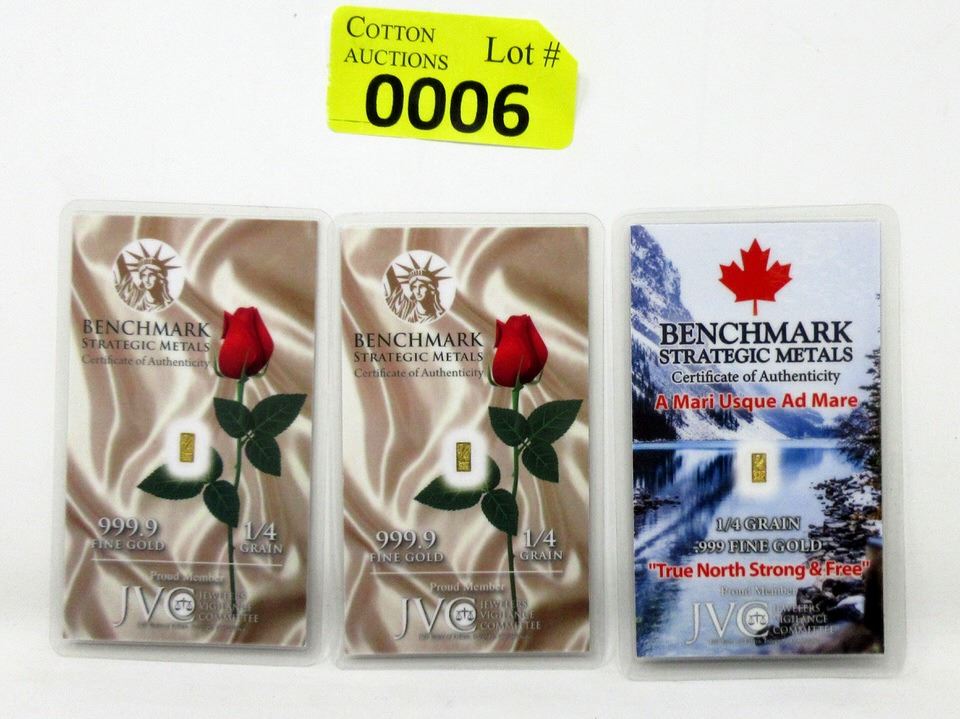 COTTON
AUCTIONS
Lot #
0006
BENCHMARK
STRATEGIC METALS
Certificate of Authenticity
999.9
FINE GOLD
1/4
GRAIN
Proud Member
JVC
JEWELERS
VIGILANCE
COMMITTEE
BENCHMARK
STRATEGIC METALS
Certificate of Authenticity
999.9
FINE GOLD
1/4
GRAIN
Proud Member
JVC
JEWELERS
VIGILANCE
COMMITTEE
BENCHMARK
STRATEGIC METALS
Certificate of Authenticity
A Mari Usque Ad Mare
1/4 GRAIN
.999 FINE GOLD
"True North Strong & Free"
Proud Member
JVC
JEWELERS
VIGILANCE
COMMITTEE